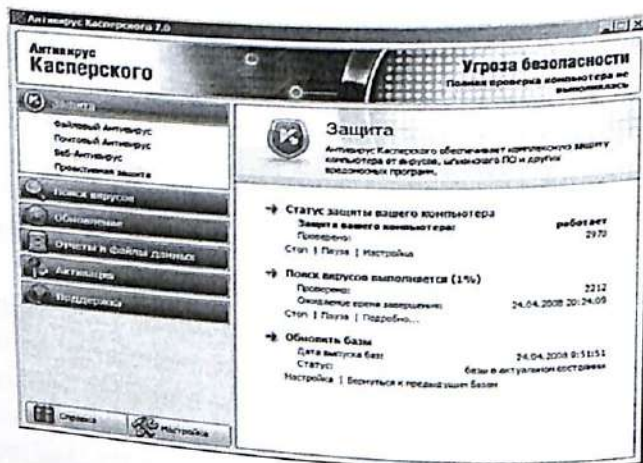 Антивирус Касперского 7.0
Антивирус
Касперского
Угроза безопасности
Полная проверка компьютера не
выполнялась
Защита
Файловый Антивирус
Почтовый Антивирус
Веб-Антивирус
Проактивная защита
Поиск вирусов
Обновление
Отчеты и файлы данных
Активация
Поддержка
Справка
Настройка
Защита
Антивирус Касперского обеспечивает комплексную защиту
компьютера от вирусов, шпионского ПО и других
вредоносных программ.
Статус защиты вашего компьютера
Защита вашего компьютера: работает
Проверено: 2970
Стоп | Пауза | Настройка
Поиск вирусов выполняется (1%)
Проверено: 2212
Ожидаемое время завершения: 24.04.2008 20:24:09
Стоп | Пауза | Подробно...
Обновить базы
Дата выпуска баз: 24.04.2008 9:51:51
Статус: базы в актуальном состоянии
Настройка | Вернуться к предыдущим базам